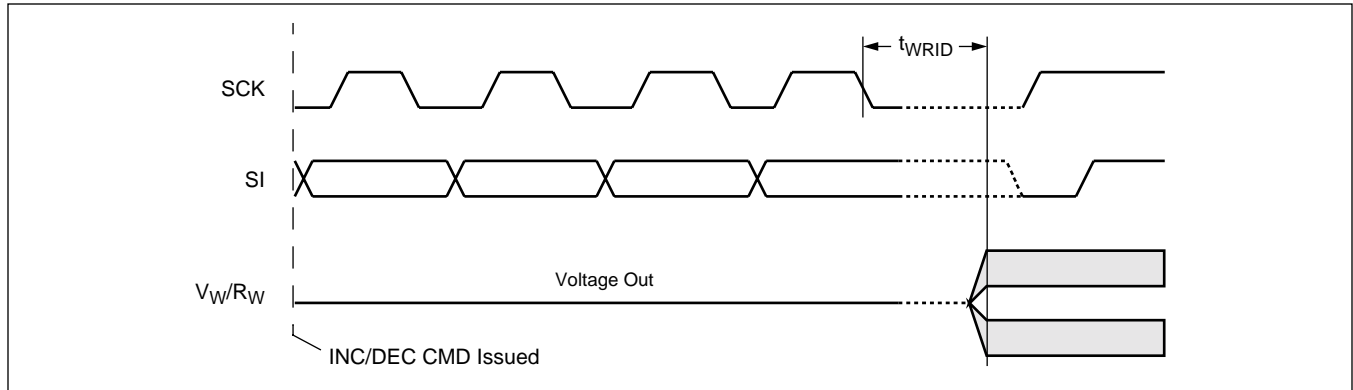 tWRID
SCK
SI
Voltage Out
VW/RW
INC/DEC CMD Issued